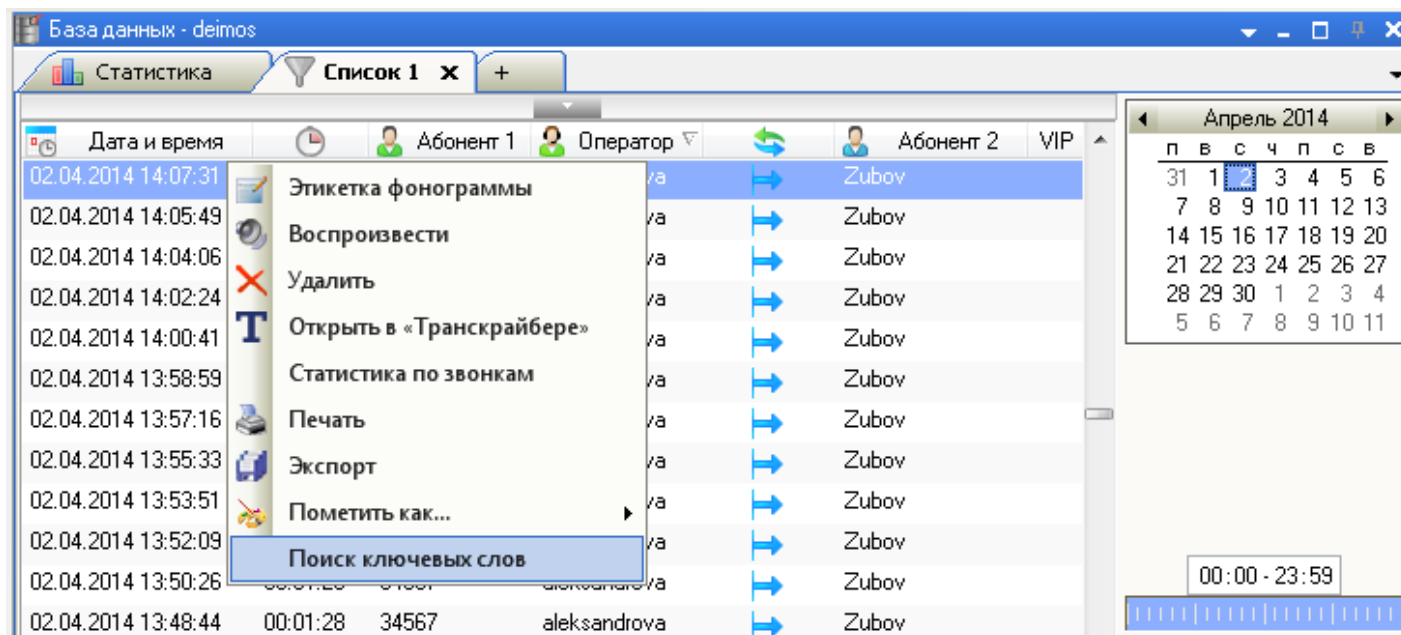 База данных - deimos
Статистика
Список 1 x +
Дата и время Абонент 1 Оператор Абонент 2 VIP
02.04.2014 14:07:31 va Zubov
02.04.2014 14:05:49 va Zubov
02.04.2014 14:04:06 va Zubov
02.04.2014 14:02:24 va Zubov
02.04.2014 14:00:41 va Zubov
02.04.2014 13:58:59 va Zubov
02.04.2014 13:57:16 va Zubov
02.04.2014 13:55:33 va Zubov
02.04.2014 13:53:51 va Zubov
02.04.2014 13:52:09 va Zubov
02.04.2014 13:50:26 Zubov
02.04.2014 13:48:44 00:01:28 34567 aleksandrova Zubov
Этикетка фонограммы
Воспроизвести
Удалить
T Открыть в «Транскрайбере»
Статистика по звонкам
Печать
Экспорт
Пометить как...
Поиск ключевых слов
Апрель 2014
п в с ч п с в
31 1 2 3 4 5 6
7 8 9 10 11 12 13
14 15 16 17 18 19 20
21 22 23 24 25 26 27
28 29 30 1 2 3 4
5 6 7 8 9 10 11
00:00 - 23:59